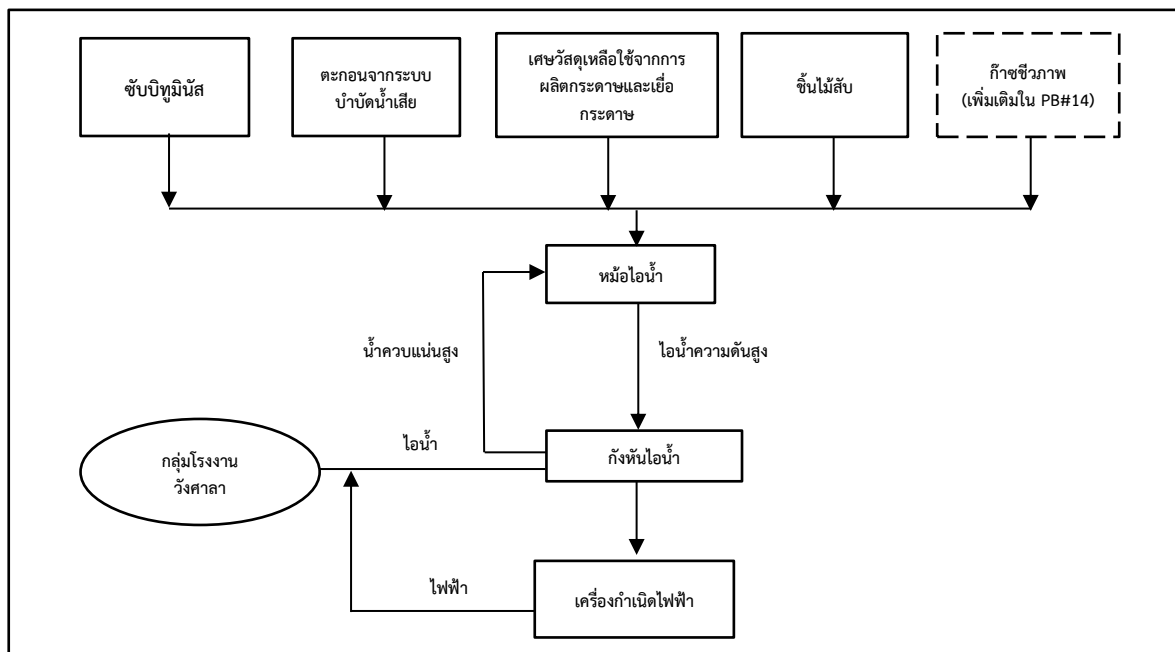 ซับบิทูมินัส
ตะกอนจากระบบ
บำบัดน้ำเสีย
เศษวัสดุเหลือใช้จากการ
ผลิตกระดาษและเยื่อ
กระดาษ
ชิ้นไม้สับ
ก๊าซชีวภาพ
(เพิ่มเติมใน PB#14)
หม้อไอน้ำ
น้ำควบแน่นสูง
ไอน้ำความดันสูง
ไอน้ำ
กลุ่มโรงงาน
วังศาลา
กังหันไอน้ำ
ไฟฟ้า
เครื่องกำเนิดไฟฟ้า